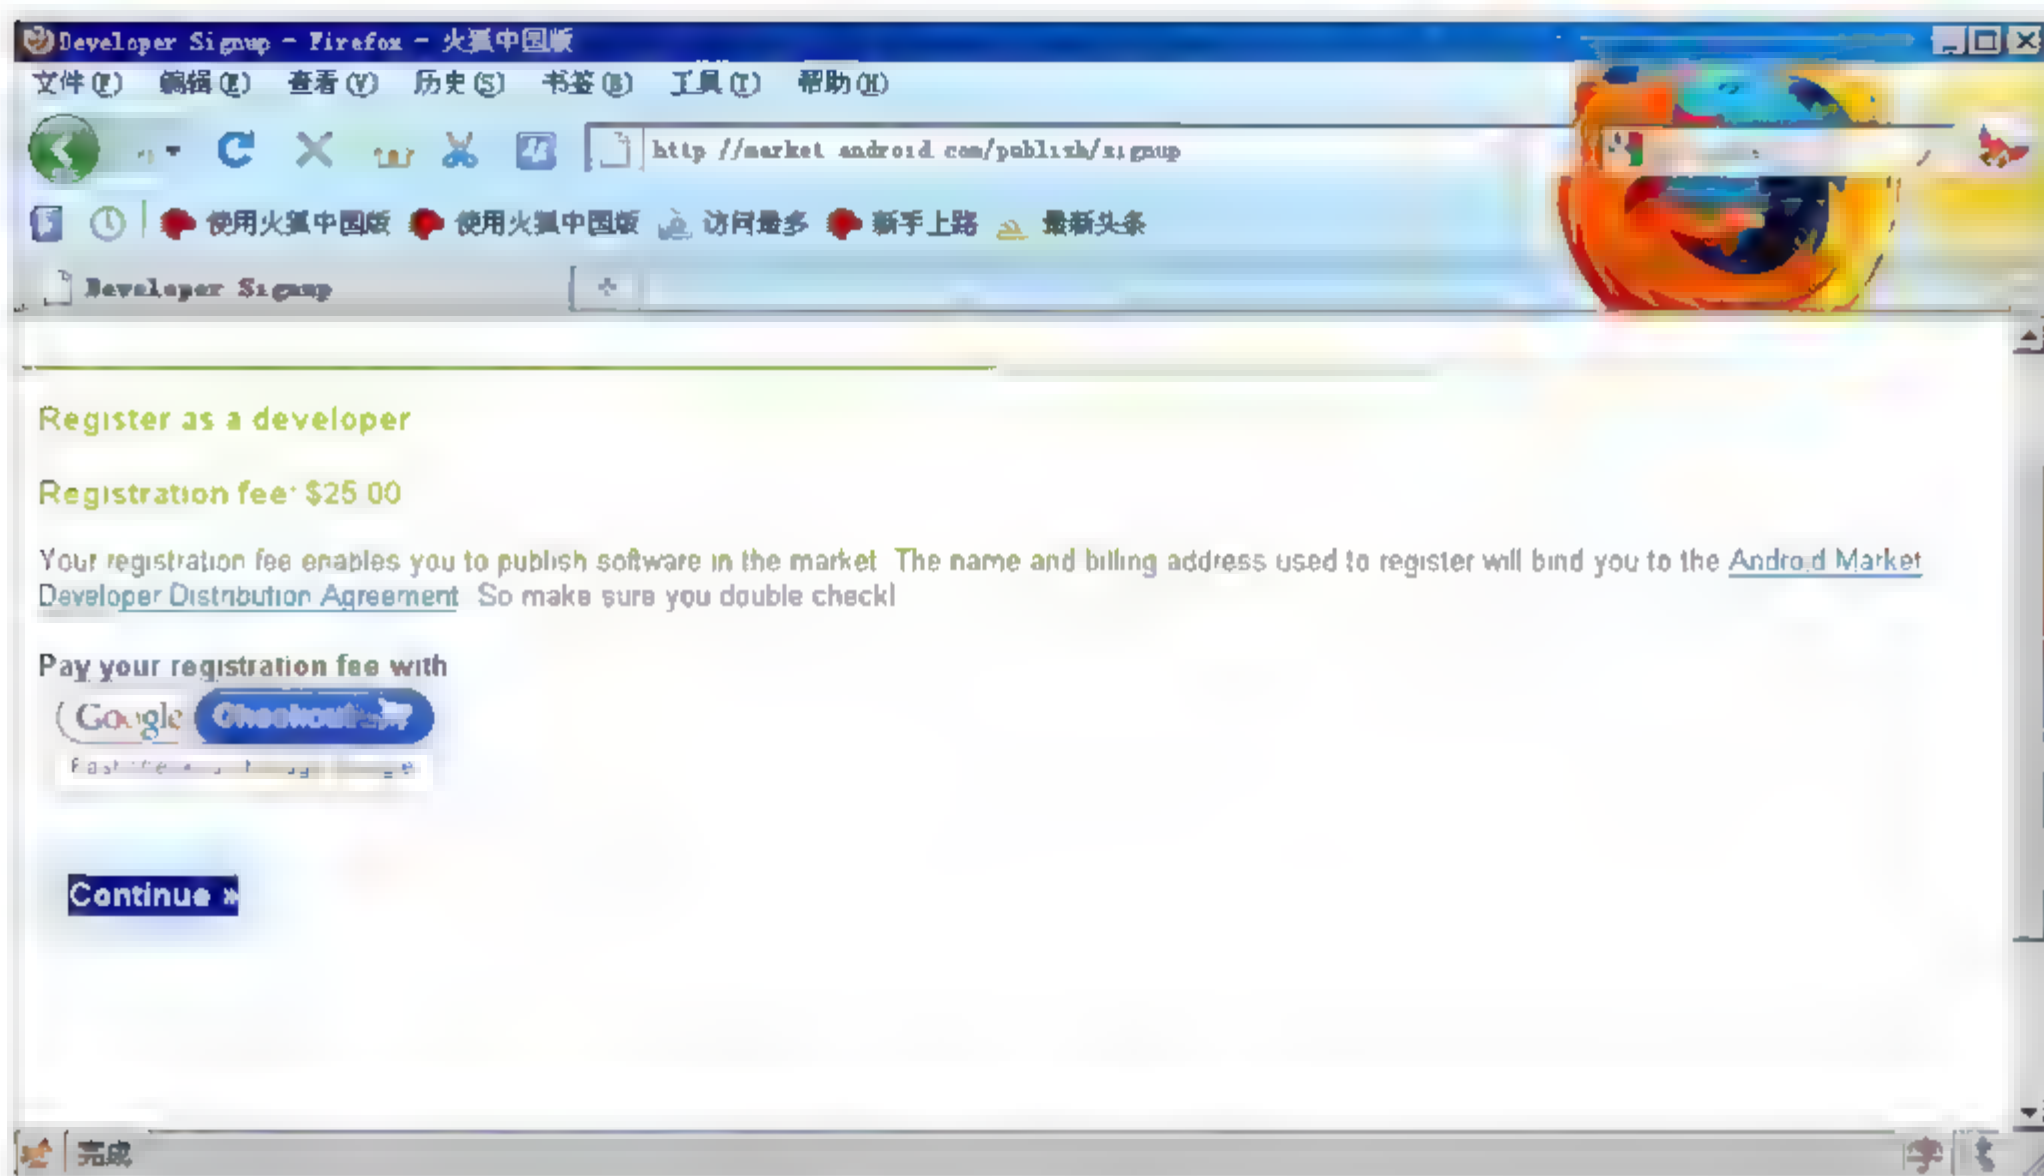 Developer Signup - Firefox - 火狐中国版
文件(F) 编辑(E) 查看(V) 历史(S) 书签(B) 工具(T) 帮助(H)
http://market.android.com/publish/signup
使用火狐中国版 使用火狐中国版 访问最多 新手上路 最新头条
Developer Signup
Register as a developer
Registration fee: $25.00
Your registration fee enables you to publish software in the market. The name and billing address used to register will bind you to the Android Market
Developer Distribution Agreement. So make sure you double check!
Pay your registration fee with
Google Checkout
Continue »
完成